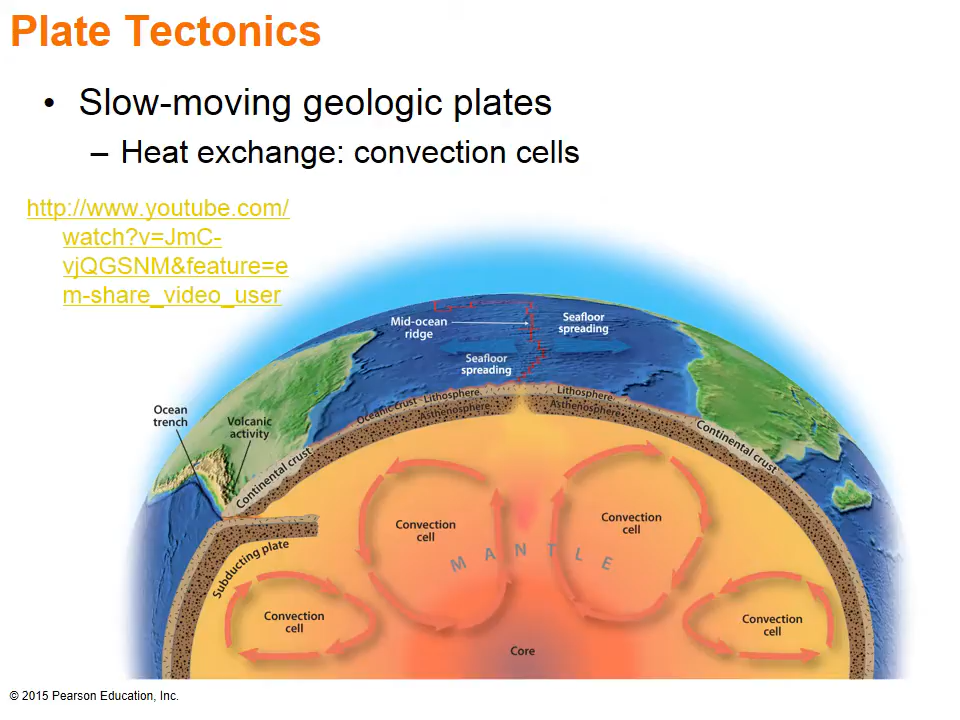 Plate Tectonics
• Slow-moving geologic plates
– Heat exchange: convection cells
http://www.youtube.com/
watch?v=JmC-
vjQGSNM&feature=e
m-share_video_user
Mid-ocean
ridge
Seafloor
spreading
Seafloor
spreading
Ocean
trench
Volcanic
activity
Continental crust
Oceanic crust
Lithosphere
Asthenosphere
Lithosphere
Asthenosphere
Continental crust
Subducting plate
Convection
cell
Convection
cell
MANTLE
Convection
cell
Convection
cell
Core
© 2015 Pearson Education, Inc.